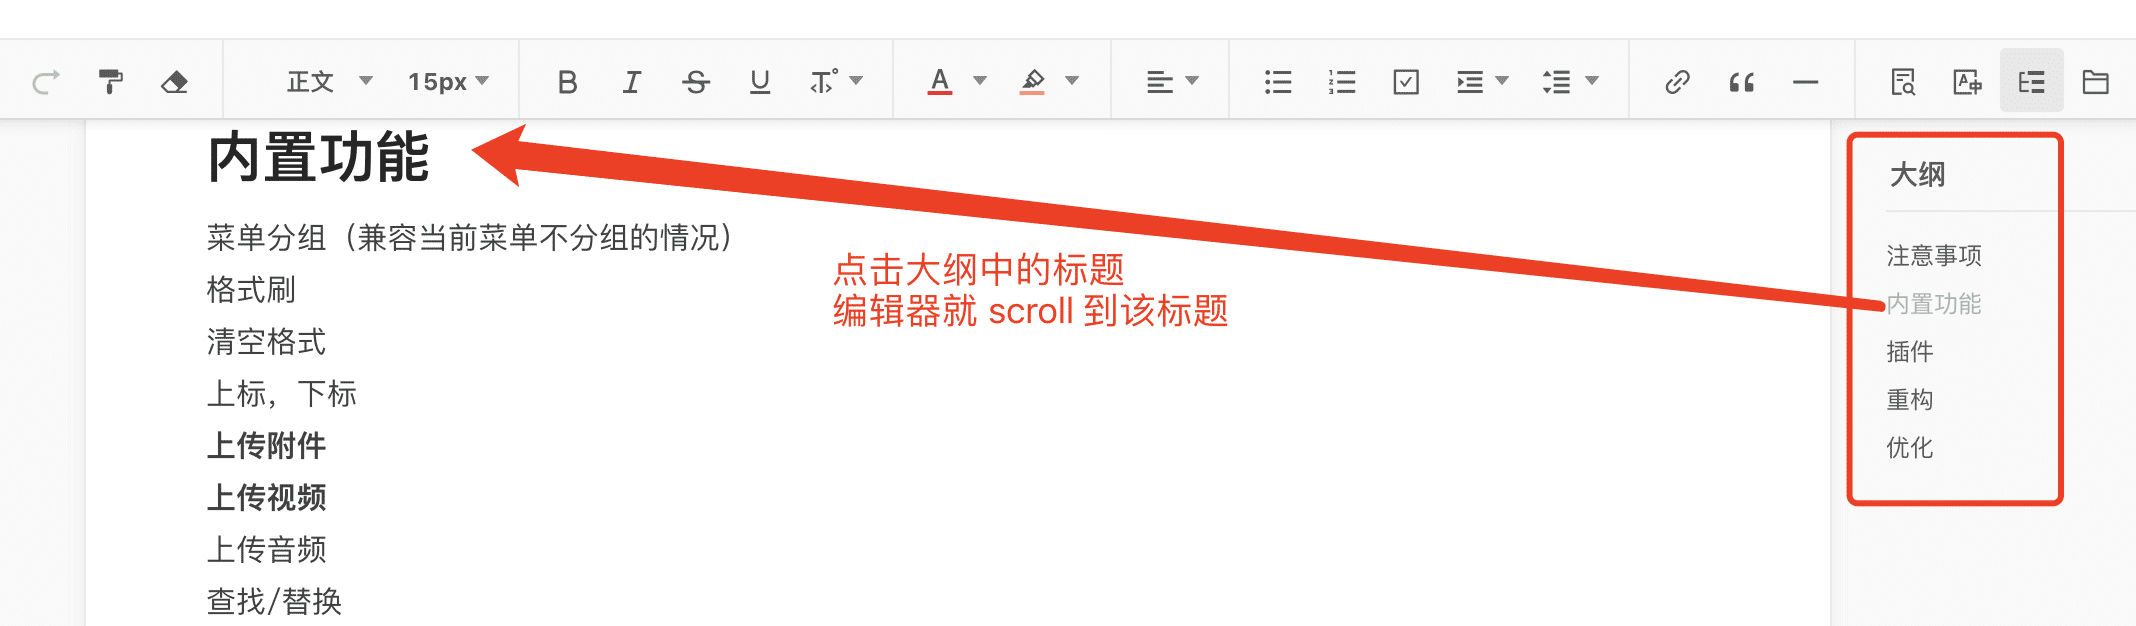 正文 15px
内置功能
菜单分组（兼容当前菜单不分组的情况）
格式刷
清空格式
上标，下标
上传附件
上传视频
上传音频
查找/替换
点击大纲中的标题
编辑器就 scroll 到该标题
大纲
注意事项
内置功能
插件
重构
优化